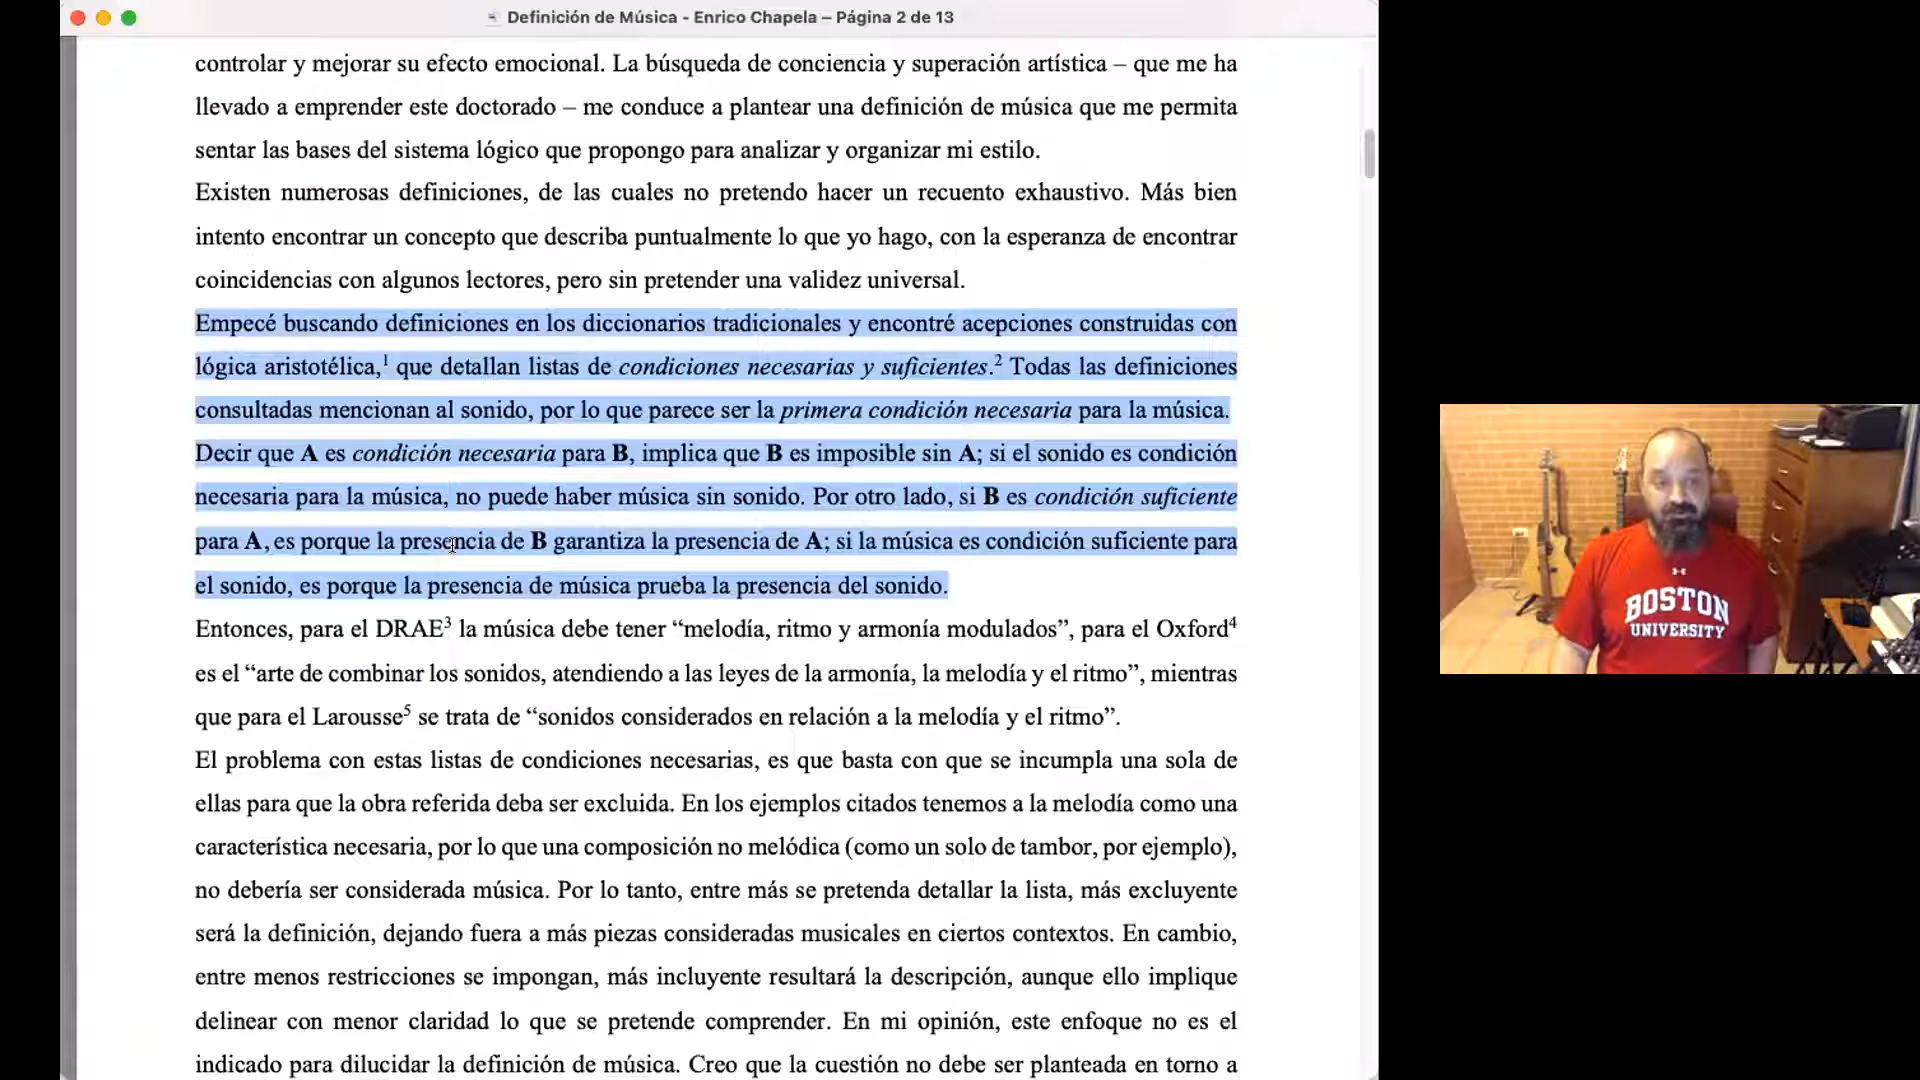 Definición de Música - Enrico Chapela – Página 2 de 13
controlar y mejorar su efecto emocional. La búsqueda de conciencia y superación artística – que me ha
llevado a emprender este doctorado – me conduce a plantear una definición de música que me permita
sentar las bases del sistema lógico que propongo para analizar y organizar mi estilo.
Existen numerosas definiciones, de las cuales no pretendo hacer un recuento exhaustivo. Más bien
intento encontrar un concepto que describa puntualmente lo que yo hago, con la esperanza de encontrar
coincidencias con algunos lectores, pero sin pretender una validez universal.
Empecé buscando definiciones en los diccionarios tradicionales y encontré acepciones construidas con
lógica aristotélica,1 que detallan listas de condiciones necesarias y suficientes.2 Todas las definiciones
consultadas mencionan al sonido, por lo que parece ser la primera condición necesaria para la música.
Decir que A es condición necesaria para B, implica que B es imposible sin A; si el sonido es condición
necesaria para la música, no puede haber música sin sonido. Por otro lado, si B es condición suficiente
para A, es porque la presencia de B garantiza la presencia de A; si la música es condición suficiente para
el sonido, es porque la presencia de música prueba la presencia del sonido.
Entonces, para el DRAE3 la música debe tener “melodía, ritmo y armonía modulados”, para el Oxford4
es el “arte de combinar los sonidos, atendiendo a las leyes de la armonía, la melodía y el ritmo”, mientras
que para el Larousse5 se trata de “sonidos considerados en relación a la melodía y el ritmo”.
El problema con estas listas de condiciones necesarias, es que basta con que se incumpla una sola de
ellas para que la obra referida deba ser excluida. En los ejemplos citados tenemos a la melodía como una
característica necesaria, por lo que una composición no melódica (como un solo de tambor, por ejemplo),
no debería ser considerada música. Por lo tanto, entre más se pretenda detallar la lista, más excluyente
será la definición, dejando fuera a más piezas consideradas musicales en ciertos contextos. En cambio,
entre menos restricciones se impongan, más incluyente resultará la descripción, aunque ello implique
delinear con menor claridad lo que se pretende comprender. En mi opinión, este enfoque no es el
indicado para dilucidar la definición de música. Creo que la cuestión no debe ser planteada en torno a
BOSTON
UNIVERSITY